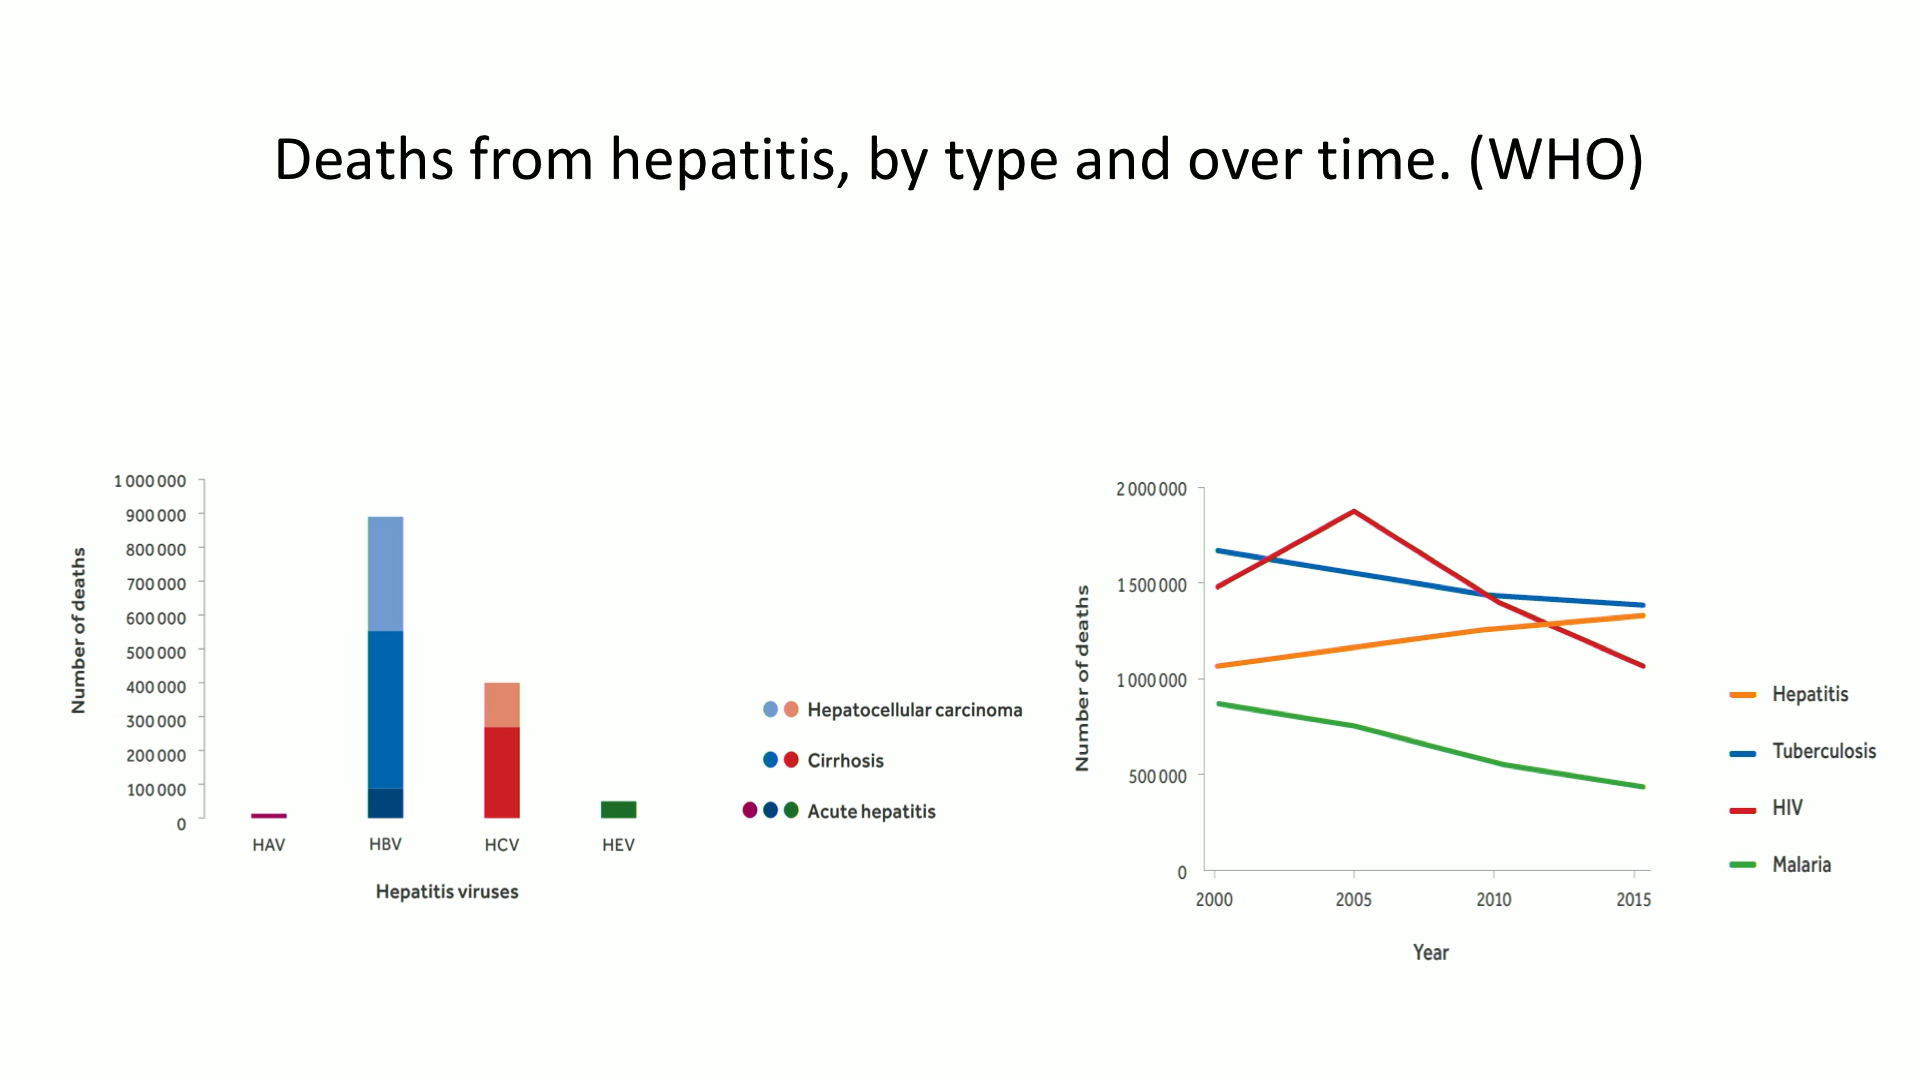 Deaths from hepatitis, by type and over time. (WHO)
Number of deaths
1 000 000
900 000
800 000
700 000
600 000
500 000
400 000
300 000
200 000
100 000
0
HAV HBV HCV HEV
Hepatitis viruses
Hepatocellular carcinoma
Cirrhosis
Acute hepatitis
Number of deaths
2 000 000
1 500 000
1 000 000
500 000
0
2000 2005 2010 2015
Year
Hepatitis
Tuberculosis
HIV
Malaria